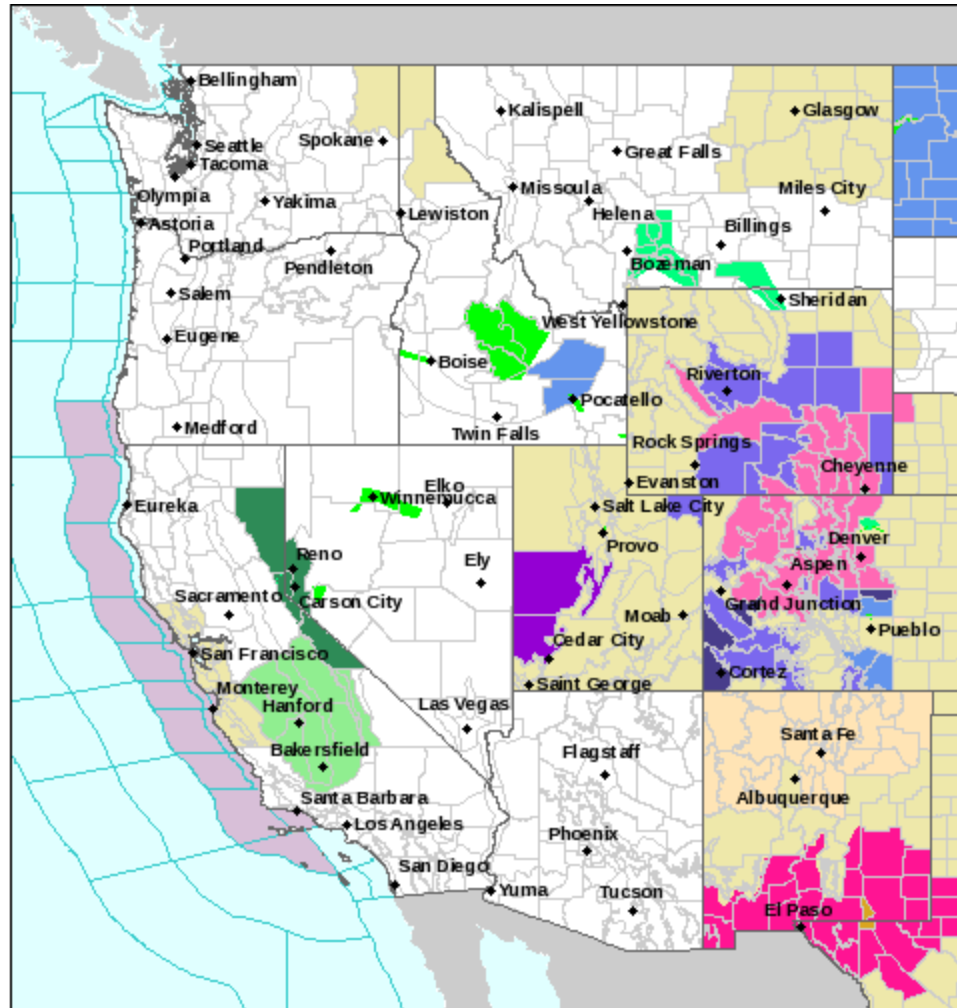 Bellingham
Kalispell
Glasgow
Spokane
Seattle
Great Falls
Tacoma
Missoula
Miles City
Olympia
Yakima
Lewiston
Helena
Astoria
Billings
Portland
Pendleton
Bozeman
Salem
Sheridan
West Yellowstone
Eugene
Boise
Riverton
Pocatello
Medford
Twin Falls
Rock Springs
Cheyenne
Evanston
Elko
Winnemucca
Eureka
Salt Lake City
Denver
Provo
Reno
Ely
Aspen
Sacramento
Carson City
Grand Junction
Moab
Pueblo
Cedar City
San Francisco
Cortez
Saint George
Monterey
Hanford
Las Vegas
Santa Fe
Bakersfield
Flagstaff
Albuquerque
Santa Barbara
Los Angeles
Phoenix
San Diego
Yuma
Tucson
El Paso